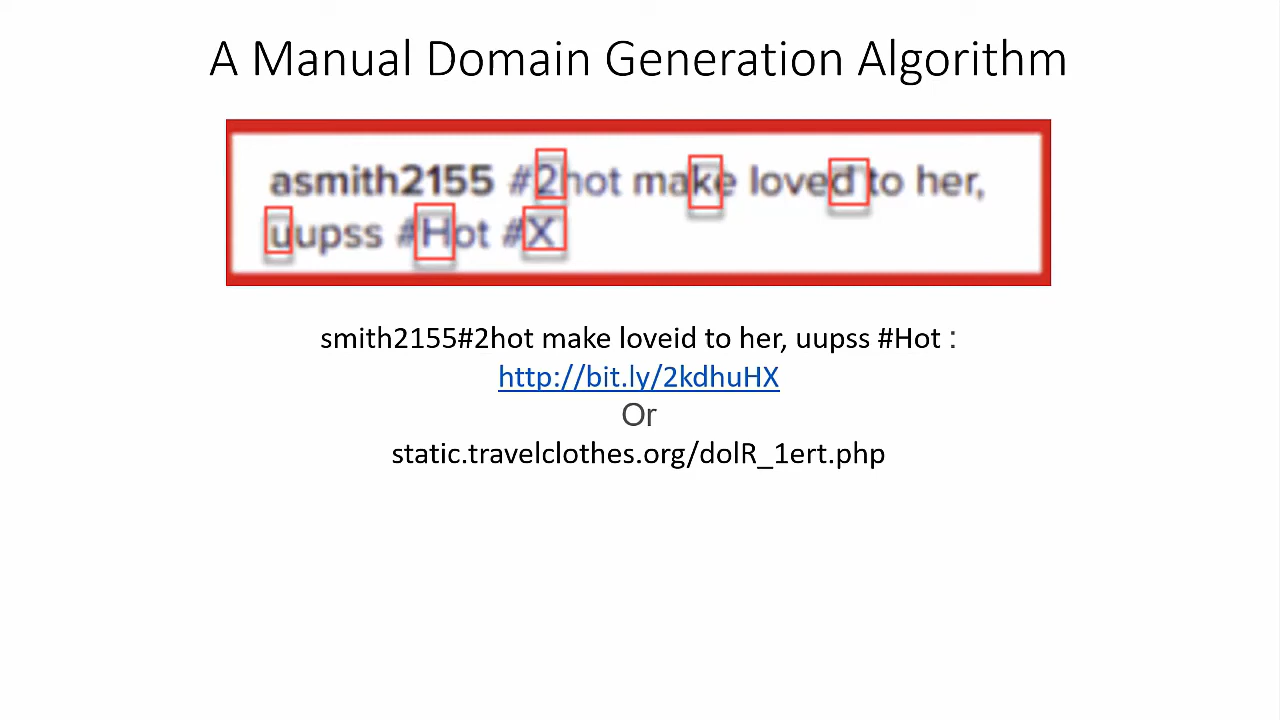 A Manual Domain Generation Algorithm
asmith2155 #2hot make loved to her,
uupss #Hot #X
smith2155#2hot make loveid to her, uupss #Hot :
http://bit.ly/2kdhuHX
Or
static.travelclothes.org/dolR_1ert.php